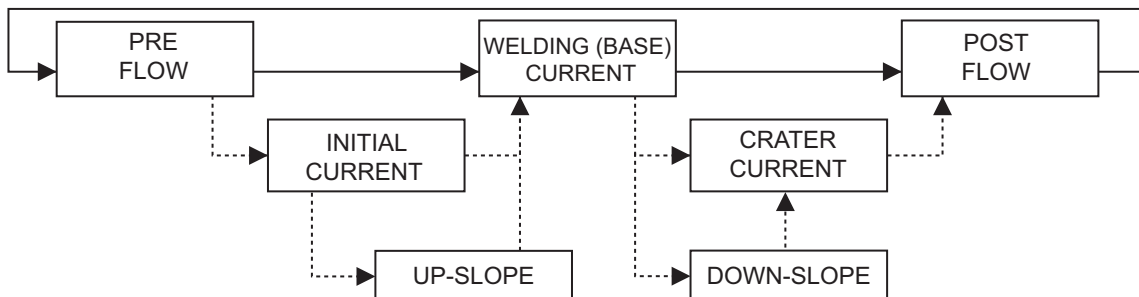 PRE
FLOW
WELDING (BASE)
CURRENT
POST
FLOW
INITIAL
CURRENT
CRATER
CURRENT
UP-SLOPE
DOWN-SLOPE